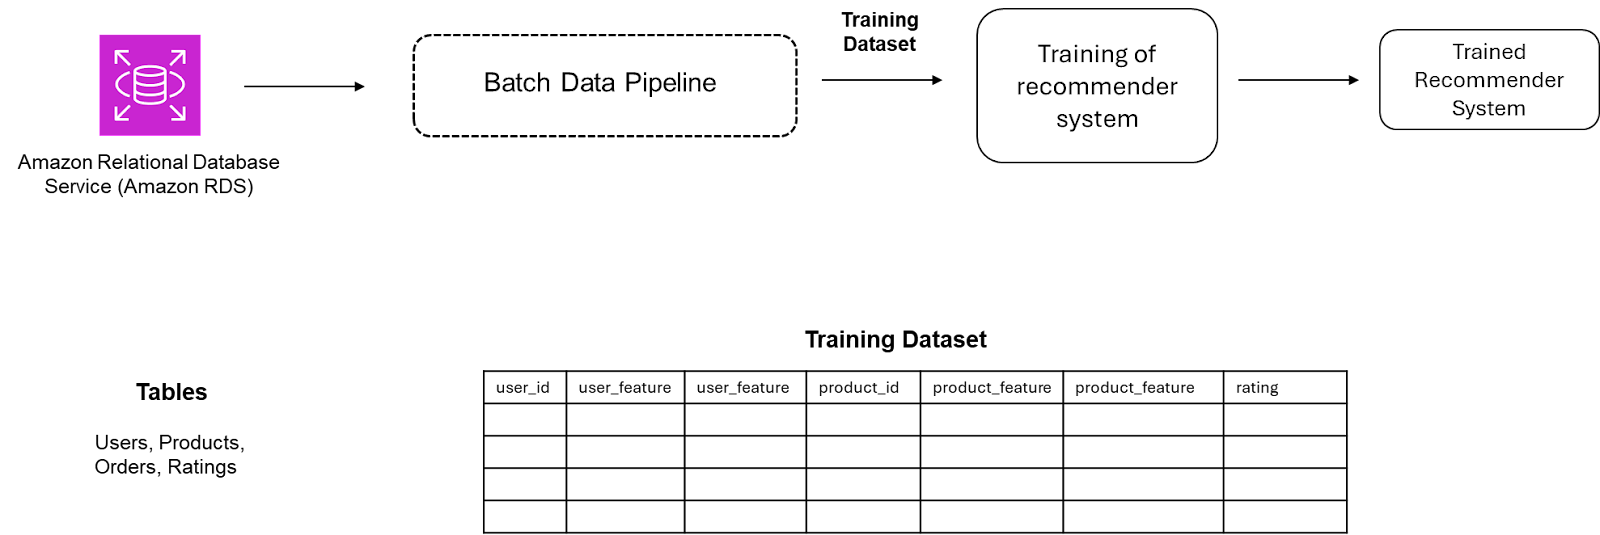 Training
Dataset
Batch Data Pipeline
Training of
recommender
system
Trained
Recommender
System
Amazon Relational Database
Service (Amazon RDS)
Training Dataset
Tables
Users, Products,
Orders, Ratings
user_id user_feature user_feature product_id product_feature product_feature rating